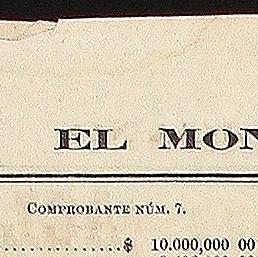 EL MON
COMPROBANTE NÚM. 7.
$ 10.000,000 00